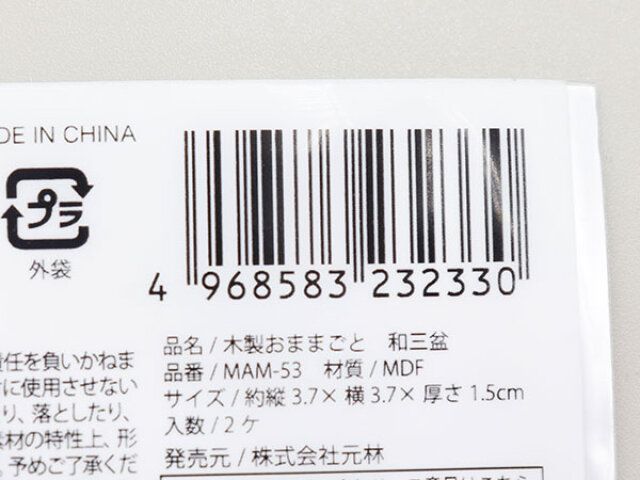 MADE IN CHINA
プラ
外袋
4 968583 232330
品名/木製おままごと 和三盆
品番/MAM-53 材質/MDF
サイズ/約縦 3.7×横 3.7×厚さ 1.5cm
入数/2ケ
発売元/株式会社元林
責任を負いかねま
に使用させない
り、落としたり、
素材の特性上、形
。予めご了承くだ